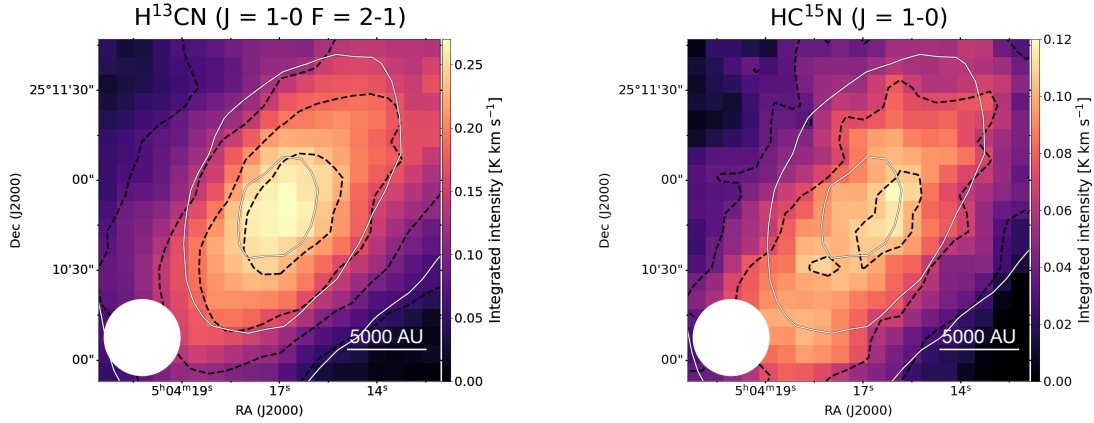 H¹³CN (J = 1-0 F = 2-1)
25°11'30"
00"
10'30"
00"
Dec (J2000)
5000 AU
5ʰ04ᵐ19ˢ
17ˢ
14ˢ
RA (J2000)
0.25
0.20
0.15
0.10
0.05
0.00
Integrated intensity [K km s⁻¹]
HC¹⁵N (J = 1-0)
25°11'30"
00"
10'30"
00"
Dec (J2000)
5000 AU
5ʰ04ᵐ19ˢ
17ˢ
14ˢ
RA (J2000)
0.12
0.10
0.08
0.06
0.04
0.02
0.00
Integrated intensity [K km s⁻¹]